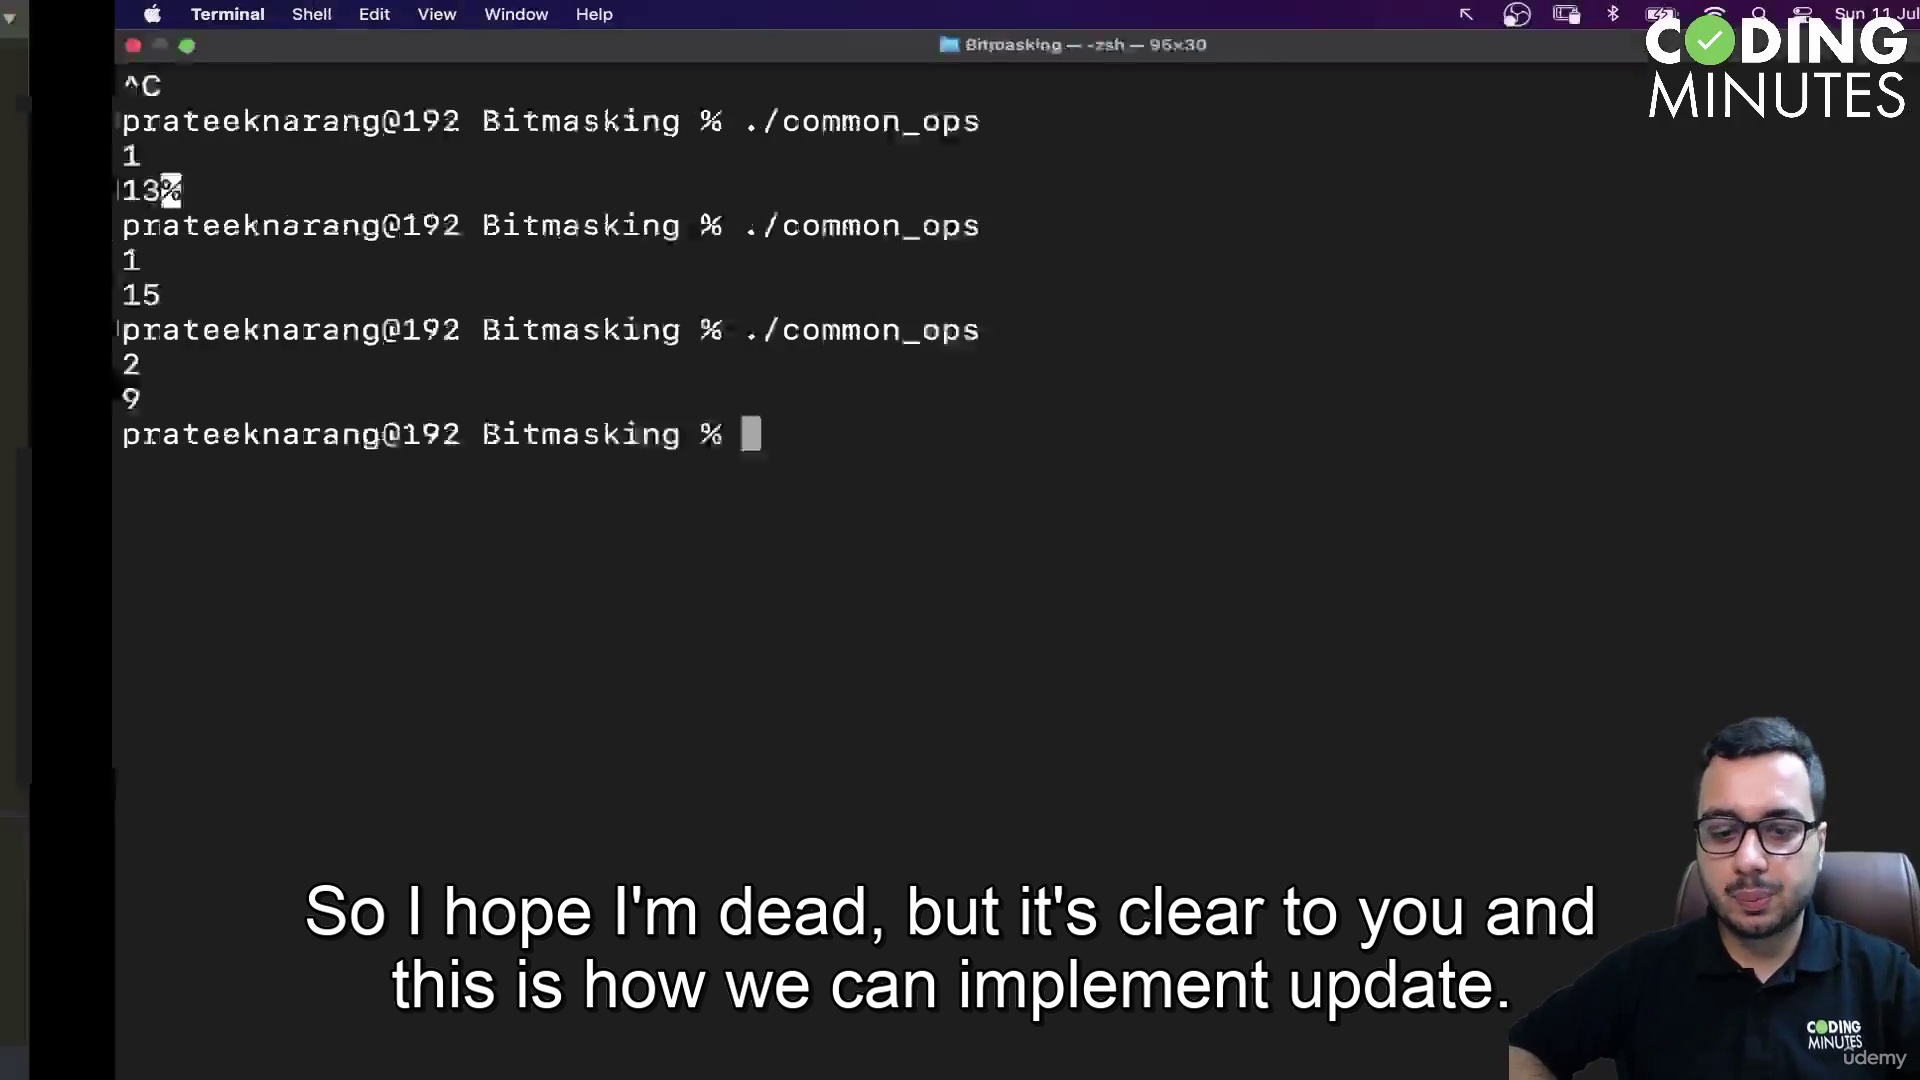 Terminal Shell Edit View Window Help
Sun 11 Jul
Bitmasking — -zsh — 95×30
CODING
MINUTES
^C
prateeknarang@192 Bitmasking % ./common_ops
1
13%
prateeknarang@192 Bitmasking % ./common_ops
1
15
prateeknarang@192 Bitmasking % ./common_ops
2
9
prateeknarang@192 Bitmasking %
So I hope I'm dead, but it's clear to you and
this is how we can implement update.
CODING
MINUTES
ûdemy